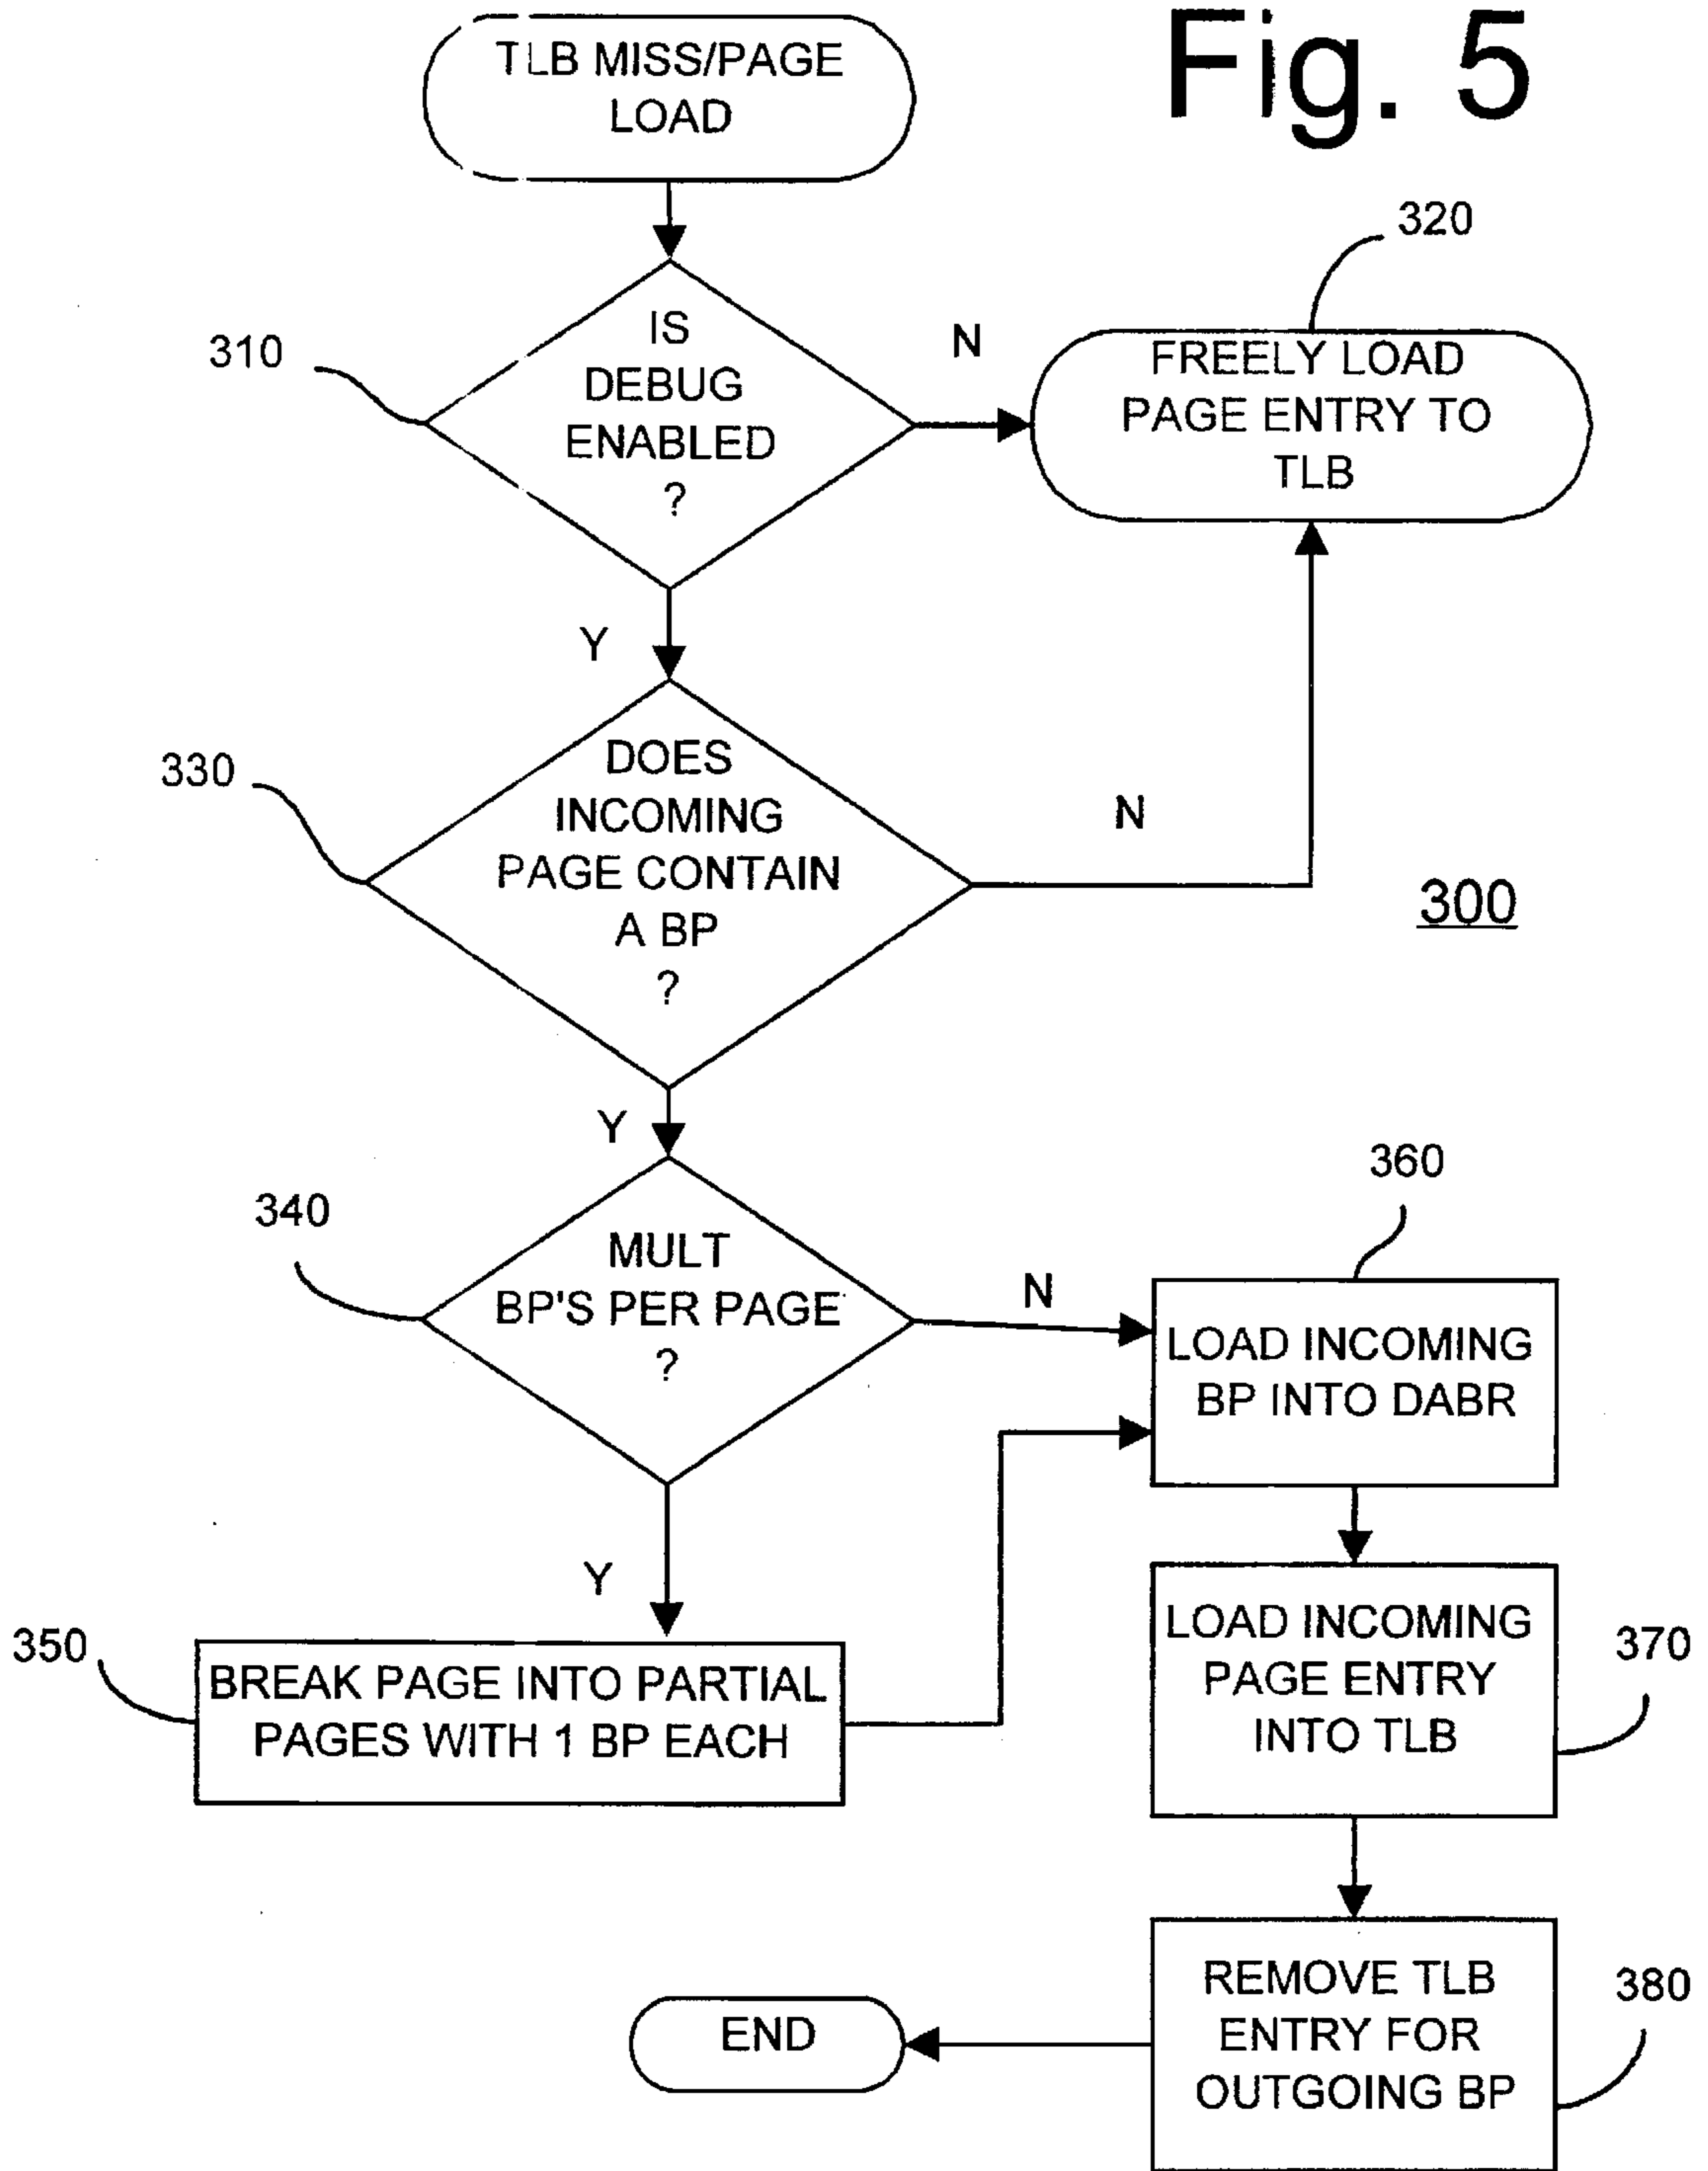 Fig. 5
TLB MISS/PAGE
LOAD
320
310
IS
DEBUG
ENABLED
?
N
FREELY LOAD
PAGE ENTRY TO
TLB
Y
330
DOES
INCOMING
PAGE CONTAIN
A BP
?
N
300
Y
340
MULT
BP'S PER PAGE
?
N
360
LOAD INCOMING
BP INTO DABR
Y
350
BREAK PAGE INTO PARTIAL
PAGES WITH 1 BP EACH
LOAD INCOMING
PAGE ENTRY
INTO TLB
370
REMOVE TLB
ENTRY FOR
OUTGOING BP
380
END